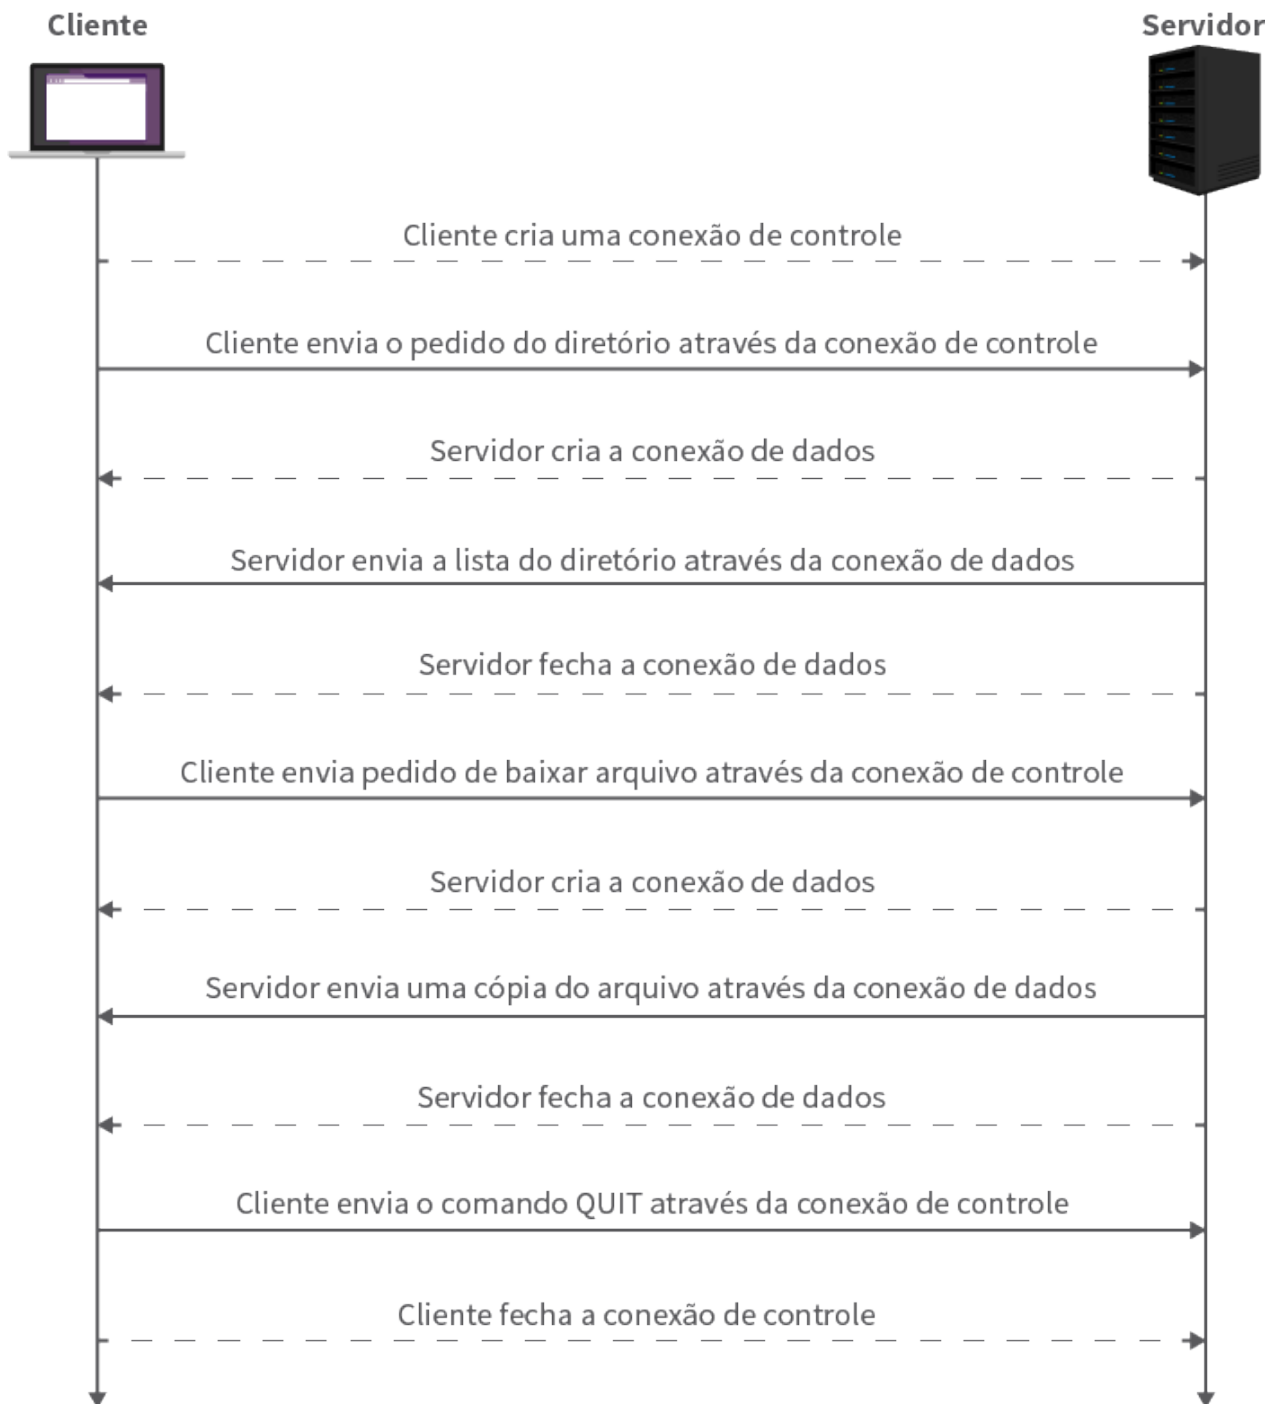 Cliente
Servidor
Cliente cria uma conexão de controle
Cliente envia o pedido do diretório através da conexão de controle
Servidor cria a conexão de dados
Servidor envia a lista do diretório através da conexão de dados
Servidor fecha a conexão de dados
Cliente envia pedido de baixar arquivo através da conexão de controle
Servidor cria a conexão de dados
Servidor envia uma cópia do arquivo através da conexão de dados
Servidor fecha a conexão de dados
Cliente envia o comando QUIT através da conexão de controle
Cliente fecha a conexão de controle